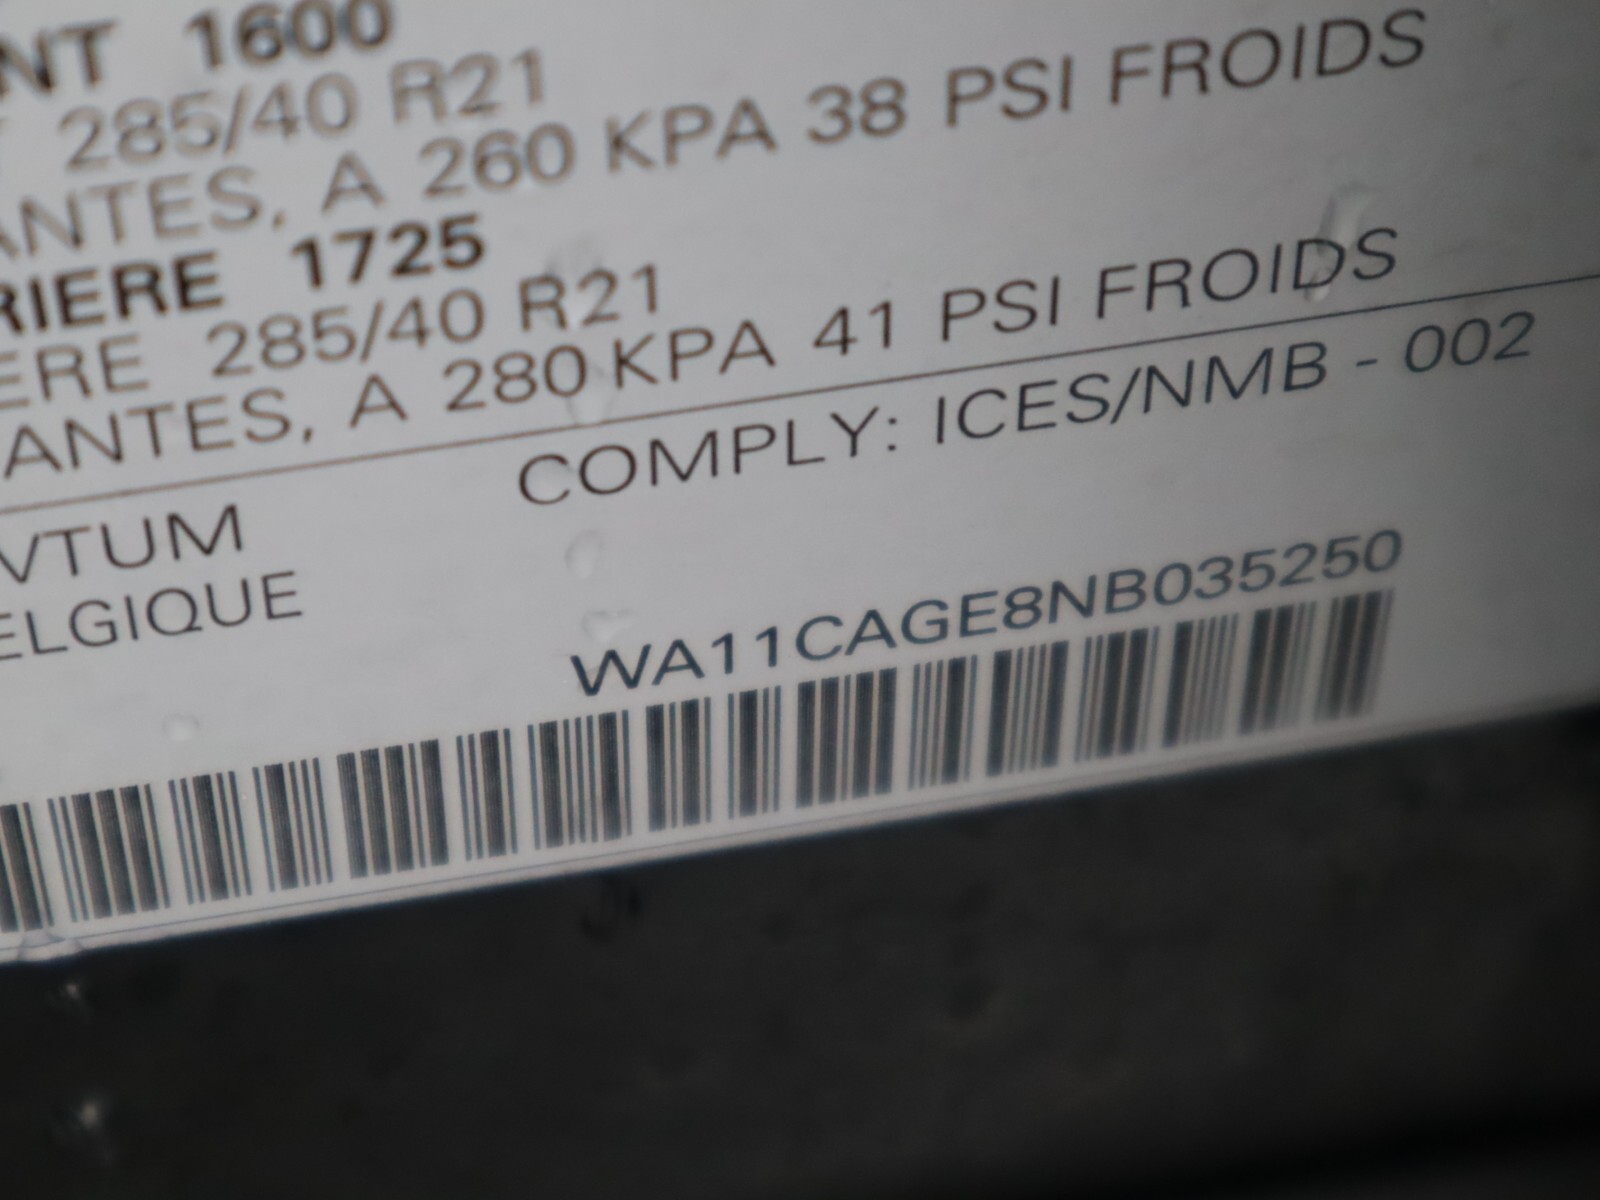 NT 1600
285/40 R21
ANTES, A 260 KPA 38 PSI FROIDS
RIERE 1725
ERE 285/40 R21
ANTES, A 280 KPA 41 PSI FROIDS
COMPLY: ICES/NMB - 002
VTUM
ELGIQUE
WA11CAGE8NB035250